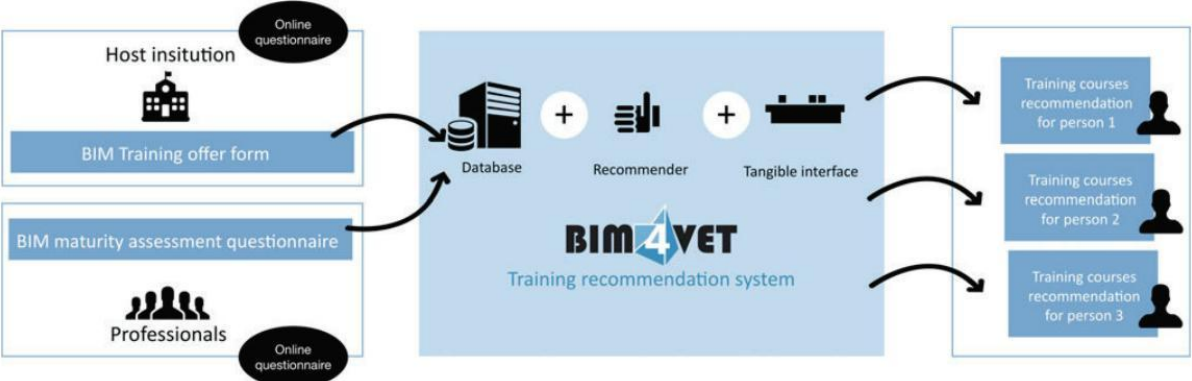 Online
questionnaire
Host insitution
BIM Training offer form
BIM maturity assessment questionnaire
Professionals
Online
questionnaire
+
+
Database
Recommender
Tangible interface
BIM4VET
Training recommendation system
Training courses
recommendation
for person 1
Training courses
recommendation
for person 2
Training courses
recommendation
for person 3